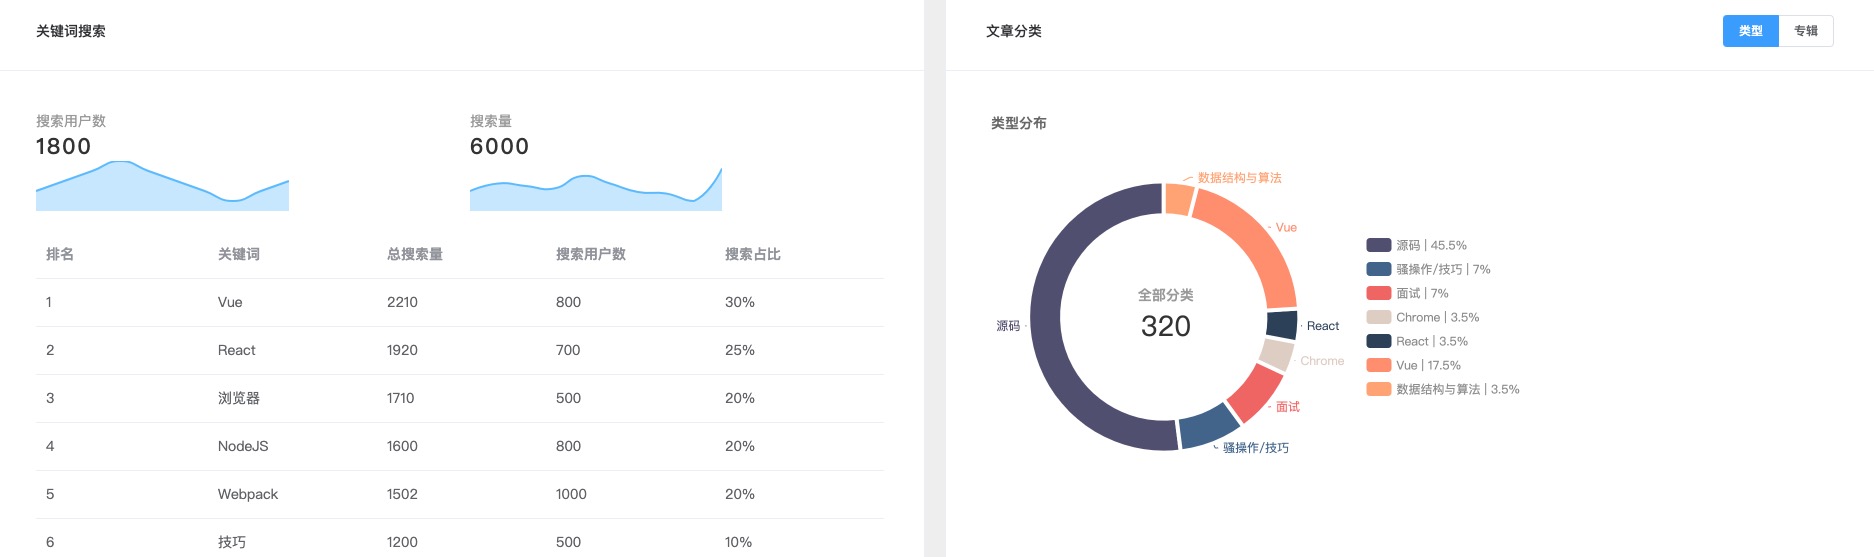 关键词搜索
搜索用户数
1800
搜索量
6000
排名 关键词 总搜索量 搜索用户数 搜索占比
1 Vue 2210 800 30%
2 React 1920 700 25%
3 浏览器 1710 500 20%
4 NodeJS 1600 800 20%
5 Webpack 1502 1000 20%
6 技巧 1200 500 10%
文章分类
类型 专辑
类型分布
数据结构与算法
Vue
React
Chrome
面试
骚操作/技巧
源码
全部分类
320
源码 | 45.5%
骚操作/技巧 | 7%
面试 | 7%
Chrome | 3.5%
React | 3.5%
Vue | 17.5%
数据结构与算法 | 3.5%